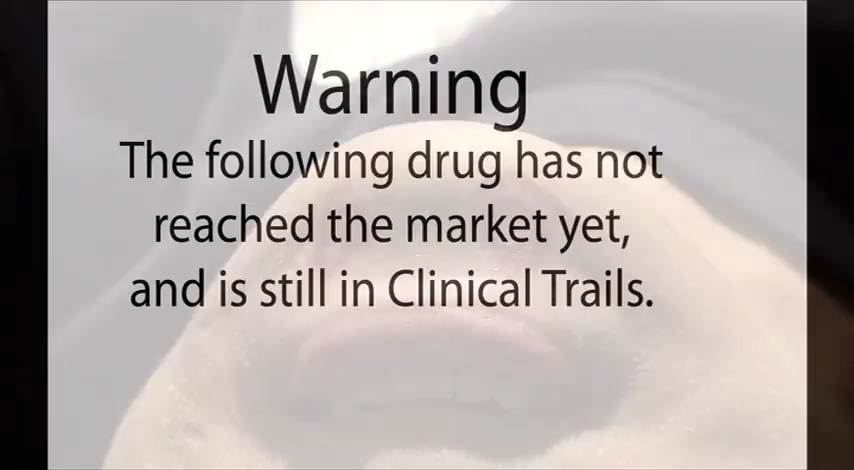 Warning
The following drug has not
reached the market yet,
and is still in Clinical Trails.